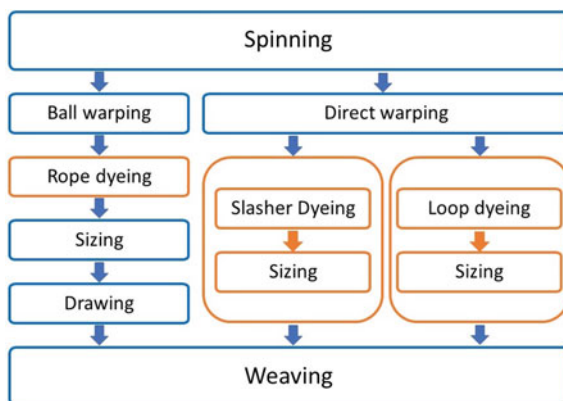 Spinning
Ball warping
Direct warping
Rope dyeing
Slasher Dyeing
Loop dyeing
Sizing
Sizing
Sizing
Drawing
Weaving